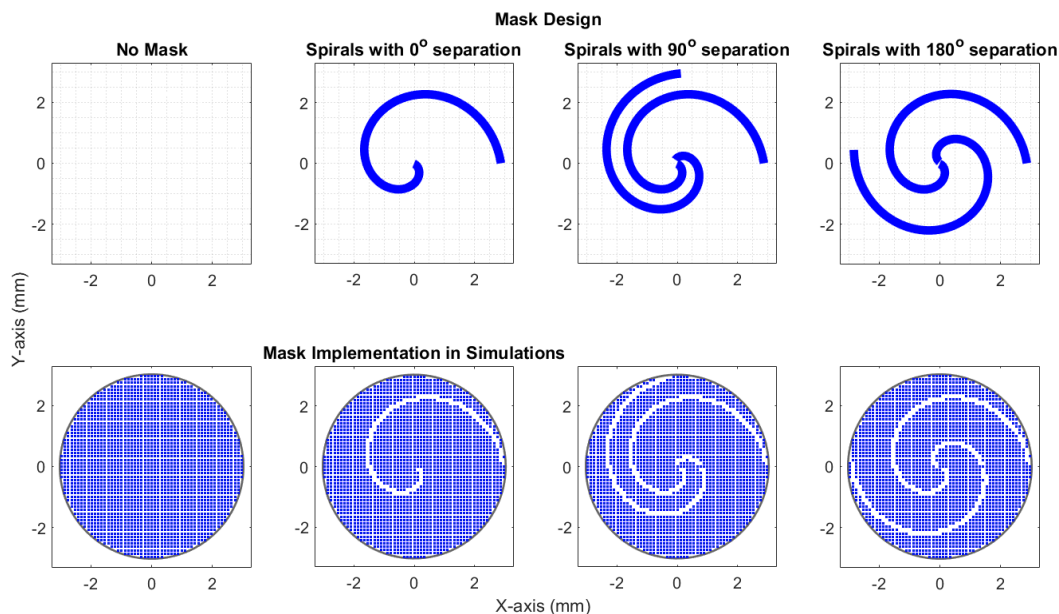 Mask Design
No Mask
Spirals with 0° separation
Spirals with 90° separation
Spirals with 180° separation
2
0
-2
-2 0 2
2
0
-2
-2 0 2
2
0
-2
-2 0 2
2
0
-2
-2 0 2
Y-axis (mm)
Mask Implementation in Simulations
2
0
-2
-2 0 2
2
0
-2
-2 0 2
2
0
-2
-2 0 2
2
0
-2
-2 0 2
X-axis (mm)